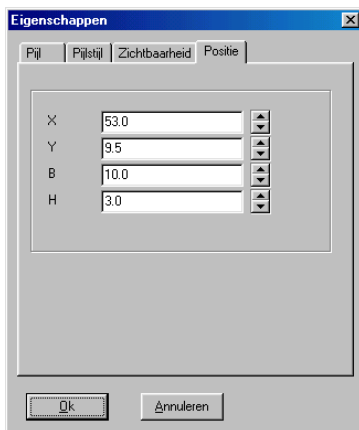 Eigenschappen
Pijl Pijlstijl Zichtbaarheid Positie
X 53.0
Y 9.5
B 10.0
H 3.0
Ok Annuleren